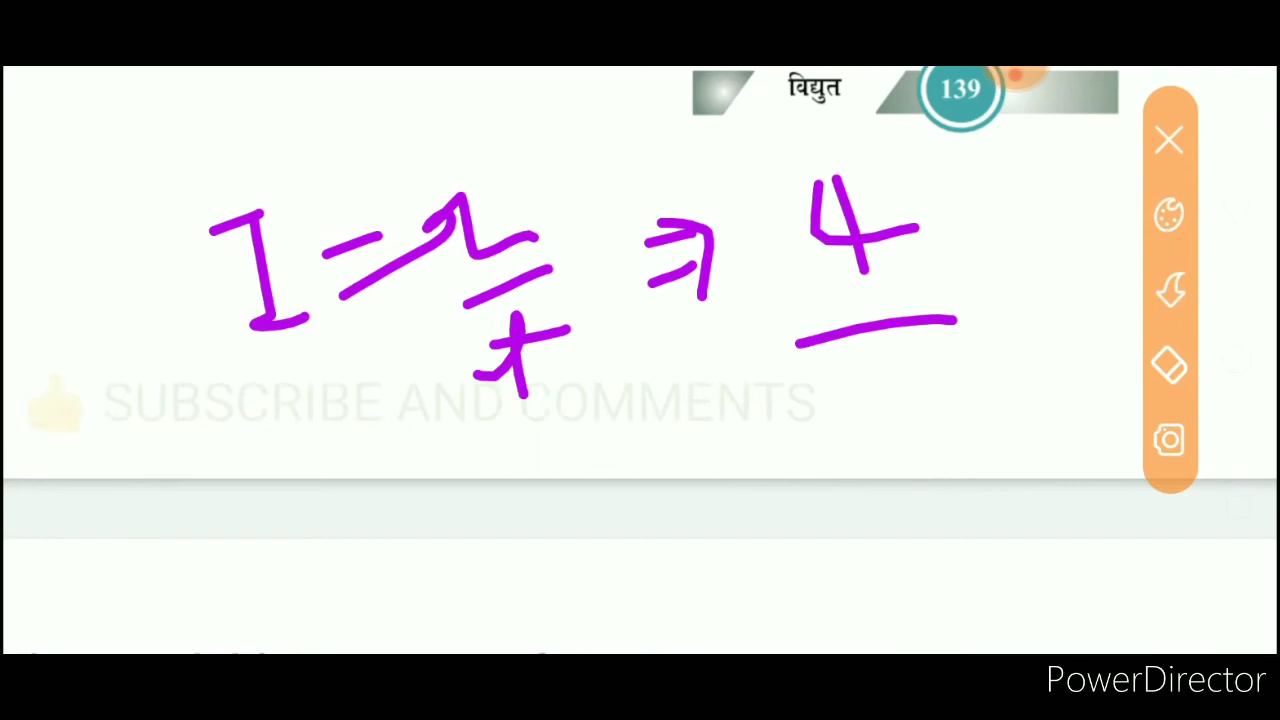 विद्युत 139
I = / t ⇒ 4
SUBSCRIBE AND COMMENTS
PowerDirector